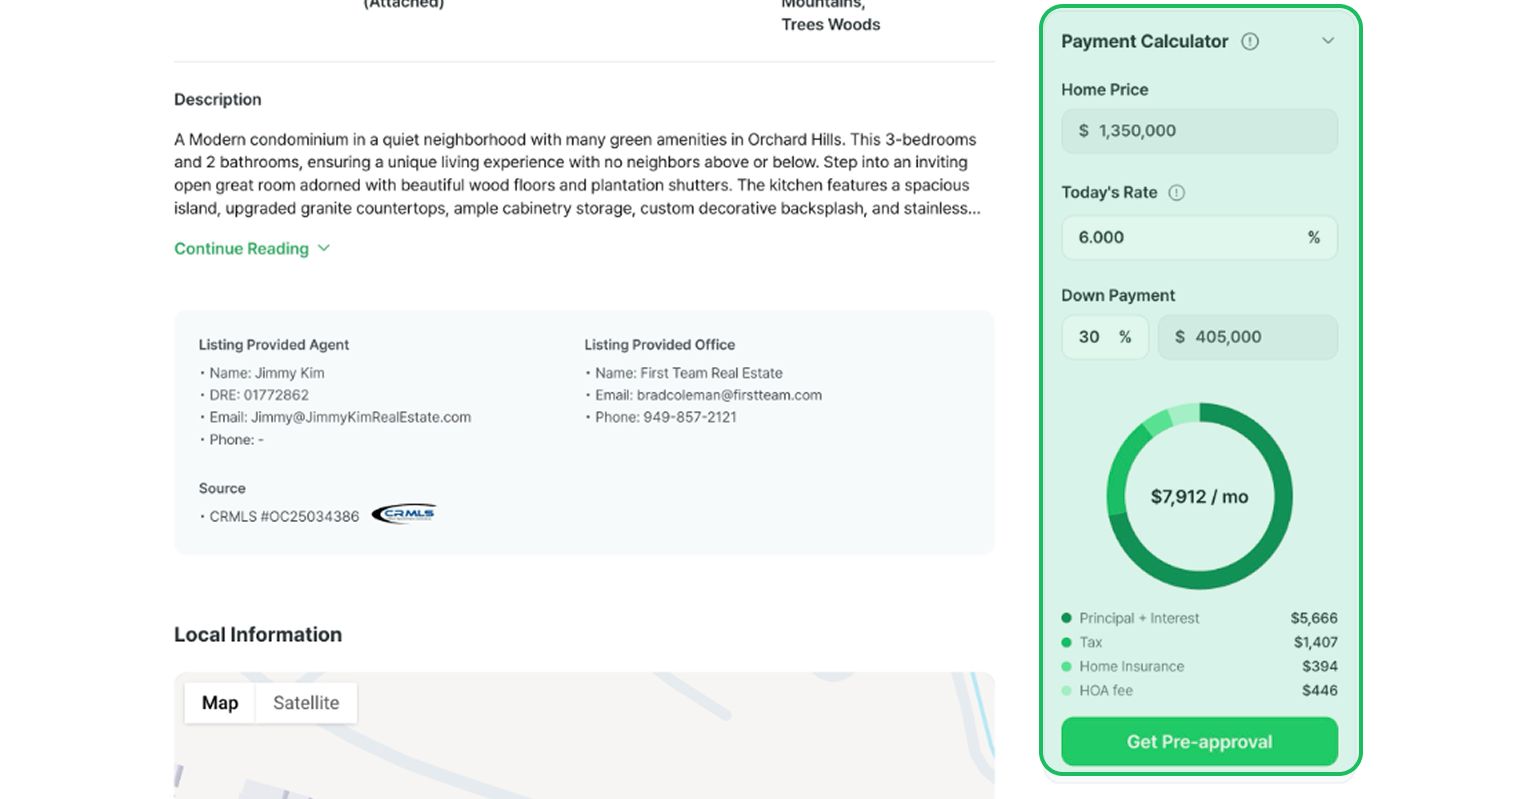 (Attached)
Mountains,
Trees Woods
Description
A Modern condominium in a quiet neighborhood with many green amenities in Orchard Hills. This 3-bedrooms
and 2 bathrooms, ensuring a unique living experience with no neighbors above or below. Step into an inviting
open great room adorned with beautiful wood floors and plantation shutters. The kitchen features a spacious
island, upgraded granite countertops, ample cabinetry storage, custom decorative backsplash, and stainless...
Continue Reading
Listing Provided Agent
• Name: Jimmy Kim
• DRE: 01772862
• Email: Jimmy@JimmyKimRealEstate.com
• Phone: -
Listing Provided Office
• Name: First Team Real Estate
• Email: bradcoleman@firstteam.com
• Phone: 949-857-2121
Source
• CRMLS #OC25034386
CRMLS
Local Information
Map
Satellite
Payment Calculator
Home Price
$ 1,350,000
Today's Rate
6.000 %
Down Payment
30 % $ 405,000
$7,912 / mo
Principal + Interest $5,666
Tax $1,407
Home Insurance $394
HOA fee $446
Get Pre-approval